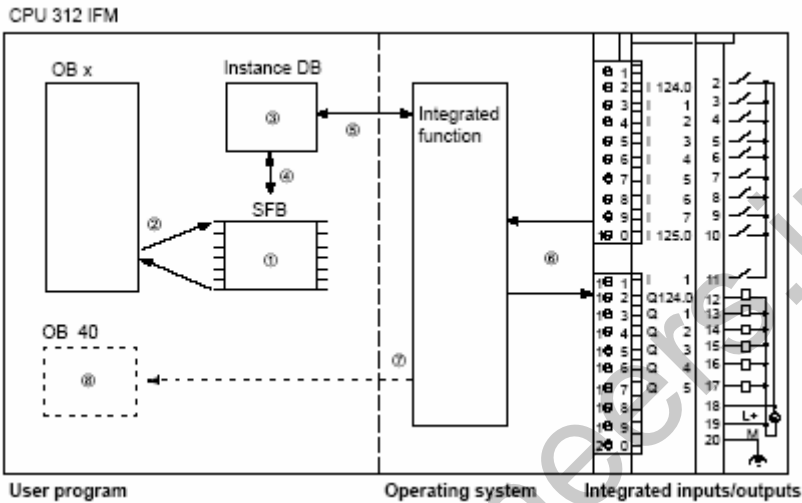 CPU 312 IFM
OB x
Instance DB
③
⑤
Integrated
function
④
②
SFB
①
⑥
OB 40
⑧
⑦
1
2 I 124.0 2
3 I 1 3
4 I 2 4
5 I 3 5
6 I 4 6
7 I 5 7
8 I 6 8
9 I 7 9
0 I 125.0 10
1 I 1 11
2 Q124.0 12
3 Q 1 13
4 Q 2 14
5 Q 3 15
6 Q 4 16
7 Q 5 17
8 18
9 L+ 19
0 M 20
User program
Operating system
Integrated inputs/outputs
neers.i